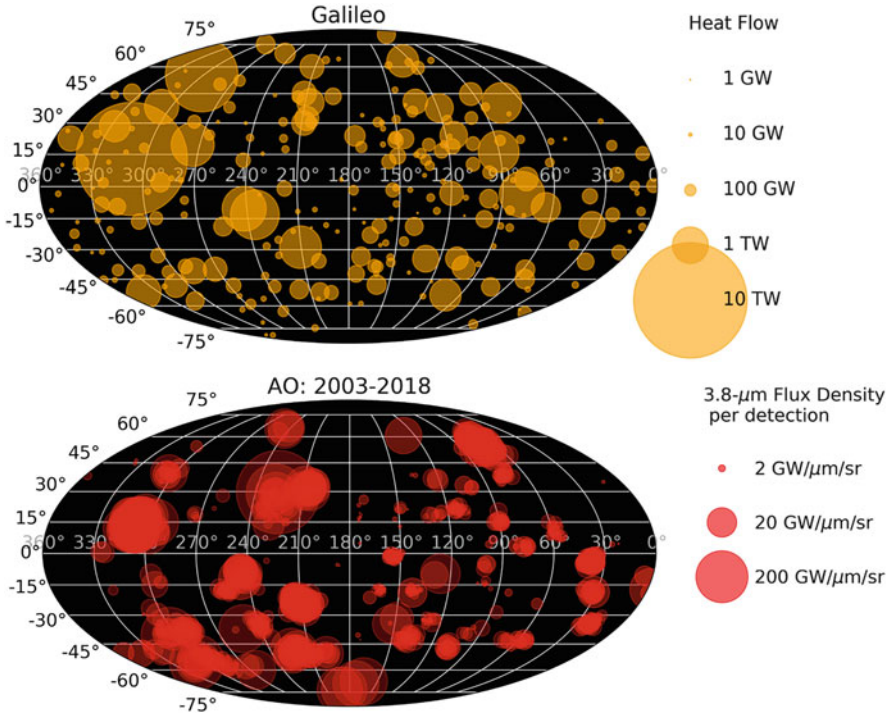 Galileo
75°
60°
45°
30°
15°
360° 330° 300° 270° 240° 210° 180° 150° 120° 90° 60° 30° 0°
0°
-15°
-30°
-45°
-60°
-75°
Heat Flow
1 GW
10 GW
100 GW
1 TW
10 TW
AO: 2003-2018
75°
60°
45°
30°
15°
360° 330° 270° 240° 210° 180° 150° 120° 90° 60° 30° 0°
0°
-15°
-30°
-45°
-60°
-75°
3.8-μm Flux Density
per detection
2 GW/μm/sr
20 GW/μm/sr
200 GW/μm/sr